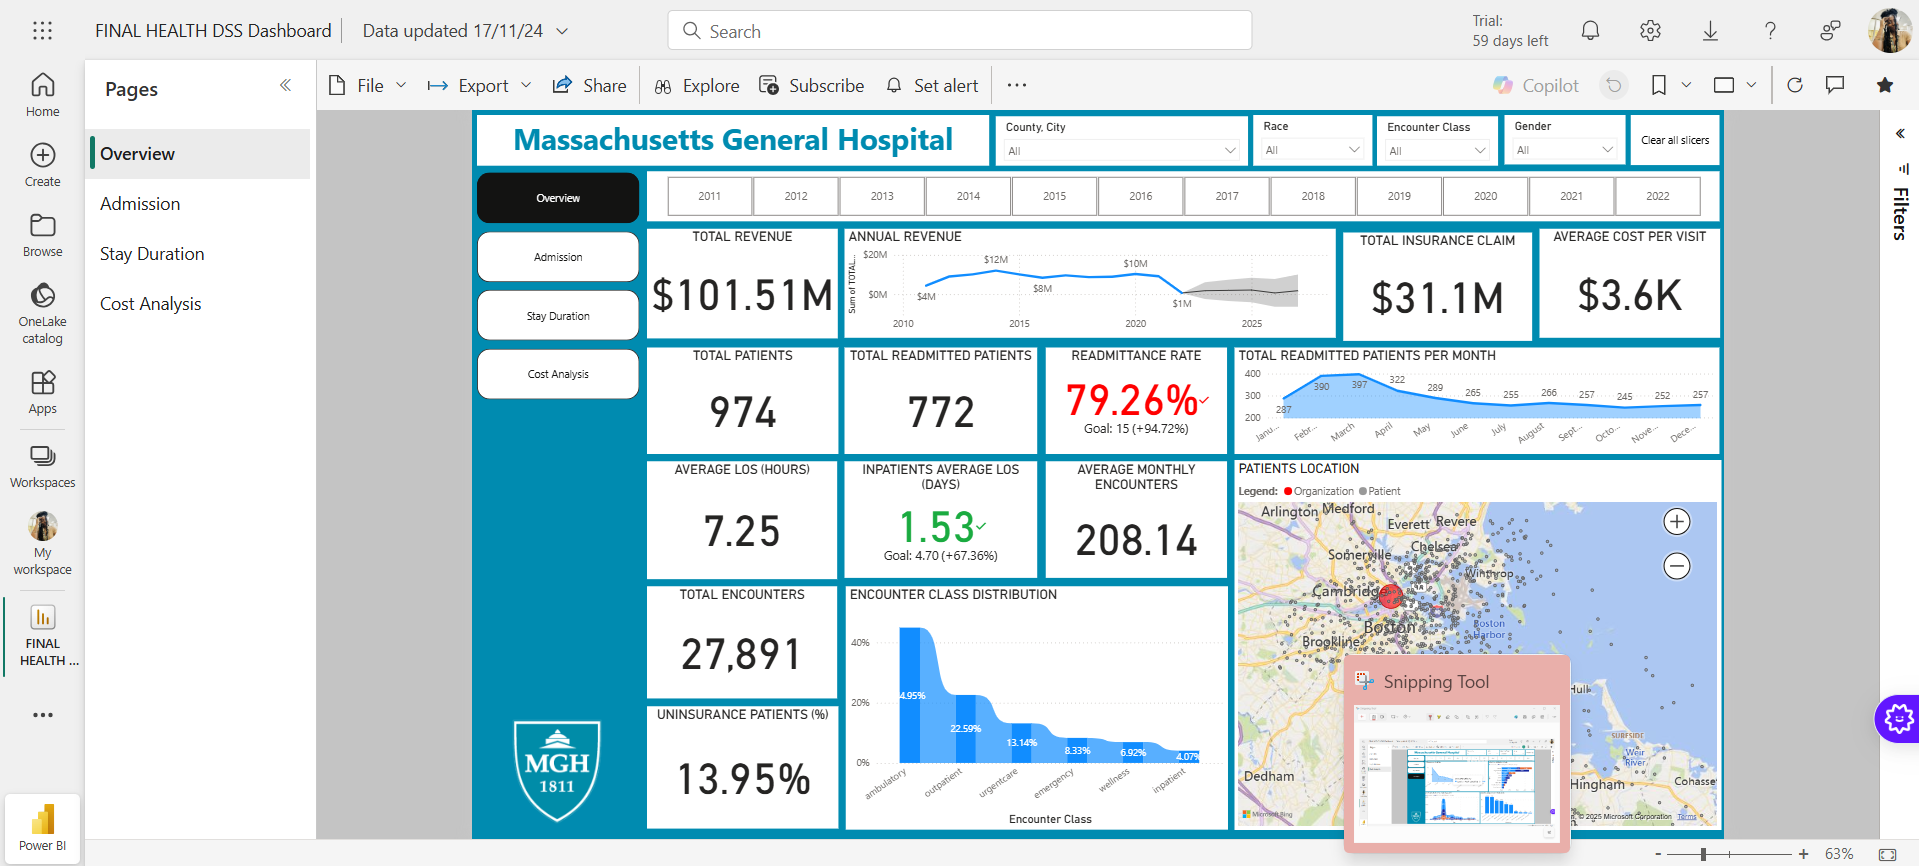 FINAL HEALTH DSS Dashboard
Data updated 17/11/24
Search
Trial:
59 days left
Home
Create
Browse
OneLake
catalog
Apps
Workspaces
My
workspace
FINAL
HEALTH ...
Power BI
Pages
Overview
Admission
Stay Duration
Cost Analysis
File
Export
Share
Explore
Subscribe
Set alert
Copilot
Filters
Massachusetts General Hospital
County, City
All
Race
All
Encounter Class
All
Gender
All
Clear all slicers
Overview
Admission
Stay Duration
Cost Analysis
2011 2012 2013 2014 2015 2016 2017 2018 2019 2020 2021 2022
TOTAL REVENUE
$101.51M
ANNUAL REVENUE
Sum of TOTAL...
$20M
$0M
$4M
$12M
$8M
$10M
$1M
2010 2015 2020 2025
TOTAL INSURANCE CLAIM
$31.1M
AVERAGE COST PER VISIT
$3.6K
TOTAL PATIENTS
974
TOTAL READMITTED PATIENTS
772
READMITTANCE RATE
79.26%
Goal: 15 (+94.72%)
TOTAL READMITTED PATIENTS PER MONTH
400
300
200
287 390 397 322 289 265 255 266 257 245 252 257
Janu... Febr... March April May June July August Sept... Octo... Nove... Dece...
AVERAGE LOS (HOURS)
7.25
INPATIENTS AVERAGE LOS
(DAYS)
1.53
Goal: 4.70 (+67.36%)
AVERAGE MONTHLY
ENCOUNTERS
208.14
PATIENTS LOCATION
Legend: Organization Patient
Arlington
Medford
Everett
Revere
Somerville
Chelsea
Winthrop
Cambridge
Boston
Boston
Harbor
Brookline
Hull
SURFSIDE
Weir
River
Dedham
Hingham
Cohasse
Microsoft Bing
© 2025 Microsoft Corporation Terms
TOTAL ENCOUNTERS
27,891
UNINSURANCE PATIENTS (%)
13.95%
ENCOUNTER CLASS DISTRIBUTION
40%
20%
0%
4.95%
22.59%
13.14%
8.33%
6.92%
4.07%
ambulatory outpatient urgentcare emergency wellness inpatient
Encounter Class
MGH
1811
Snipping Tool
Massachusetts General Hospital
63%